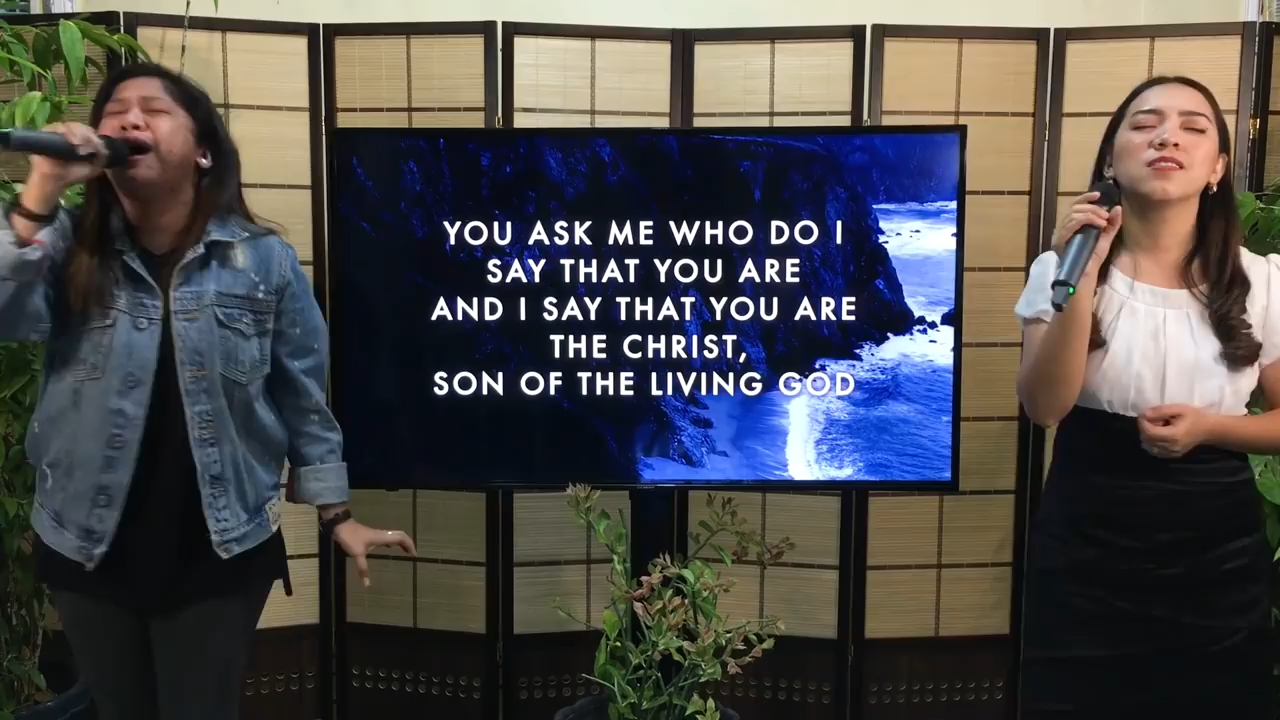 YOU ASK ME WHO DO I
SAY THAT YOU ARE
AND I SAY THAT YOU ARE
THE CHRIST,
SON OF THE LIVING GOD